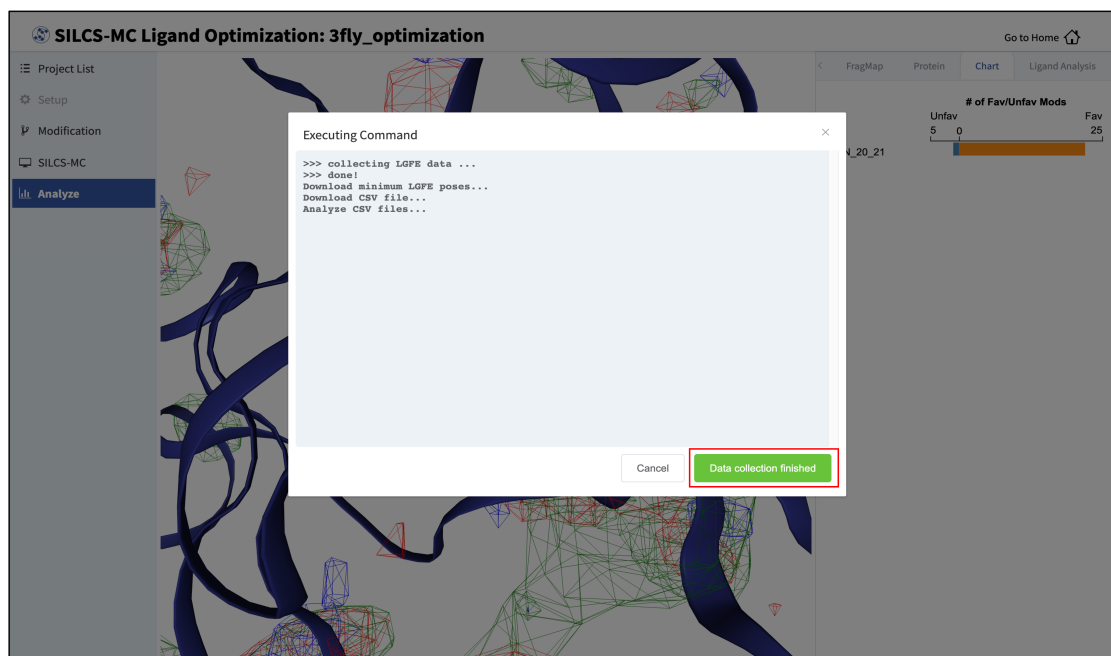 SILCS-MC Ligand Optimization: 3fly_optimization
Go to Home
Project List
Setup
Modification
SILCS-MC
Analyze
FragMap Protein Chart Ligand Analysis
# of Fav/Unfav Mods
Unfav Fav
5 0 25
N_20_21
Executing Command
>>> collecting LGFE data ...
>>> done!
Download minimum LGFE poses...
Download CSV file...
Analyze CSV files...
Cancel
Data collection finished